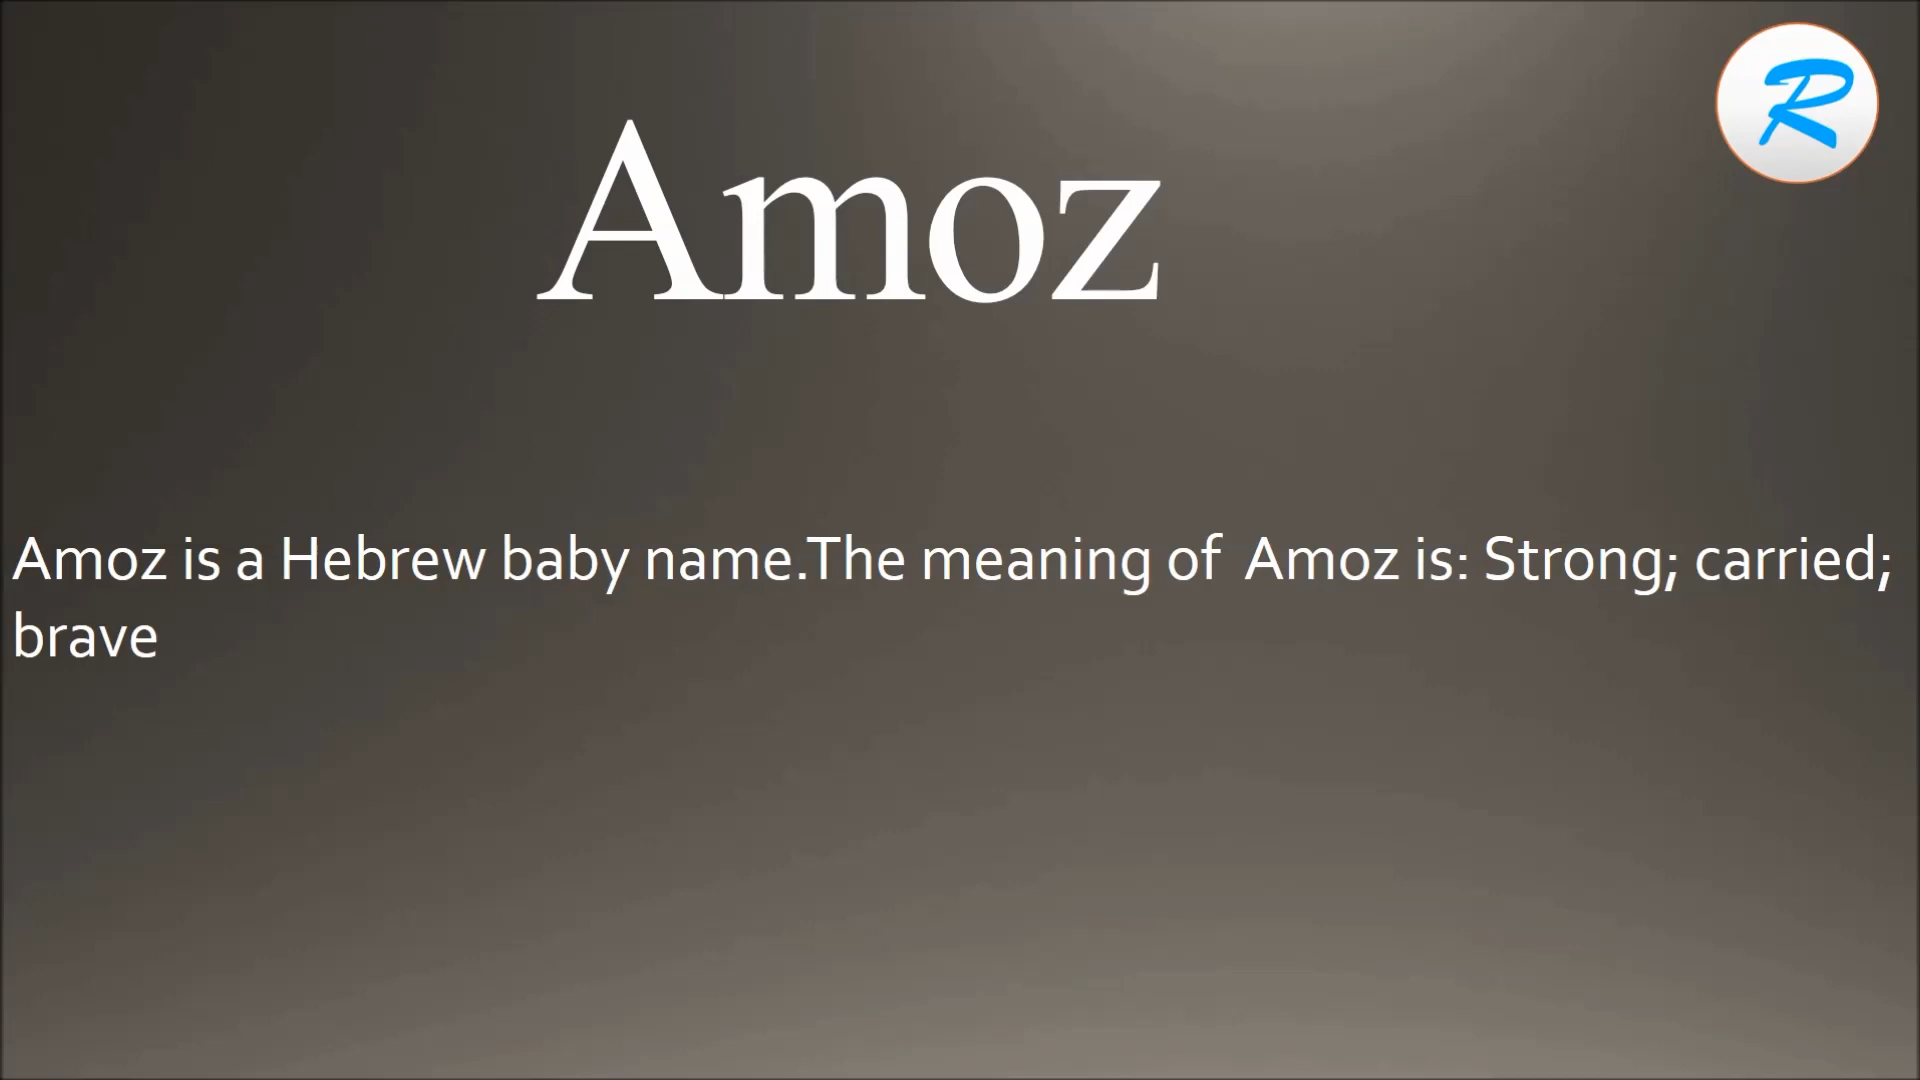 R
Amoz
Amoz is a Hebrew baby name.The meaning of  Amoz is: Strong; carried;
brave